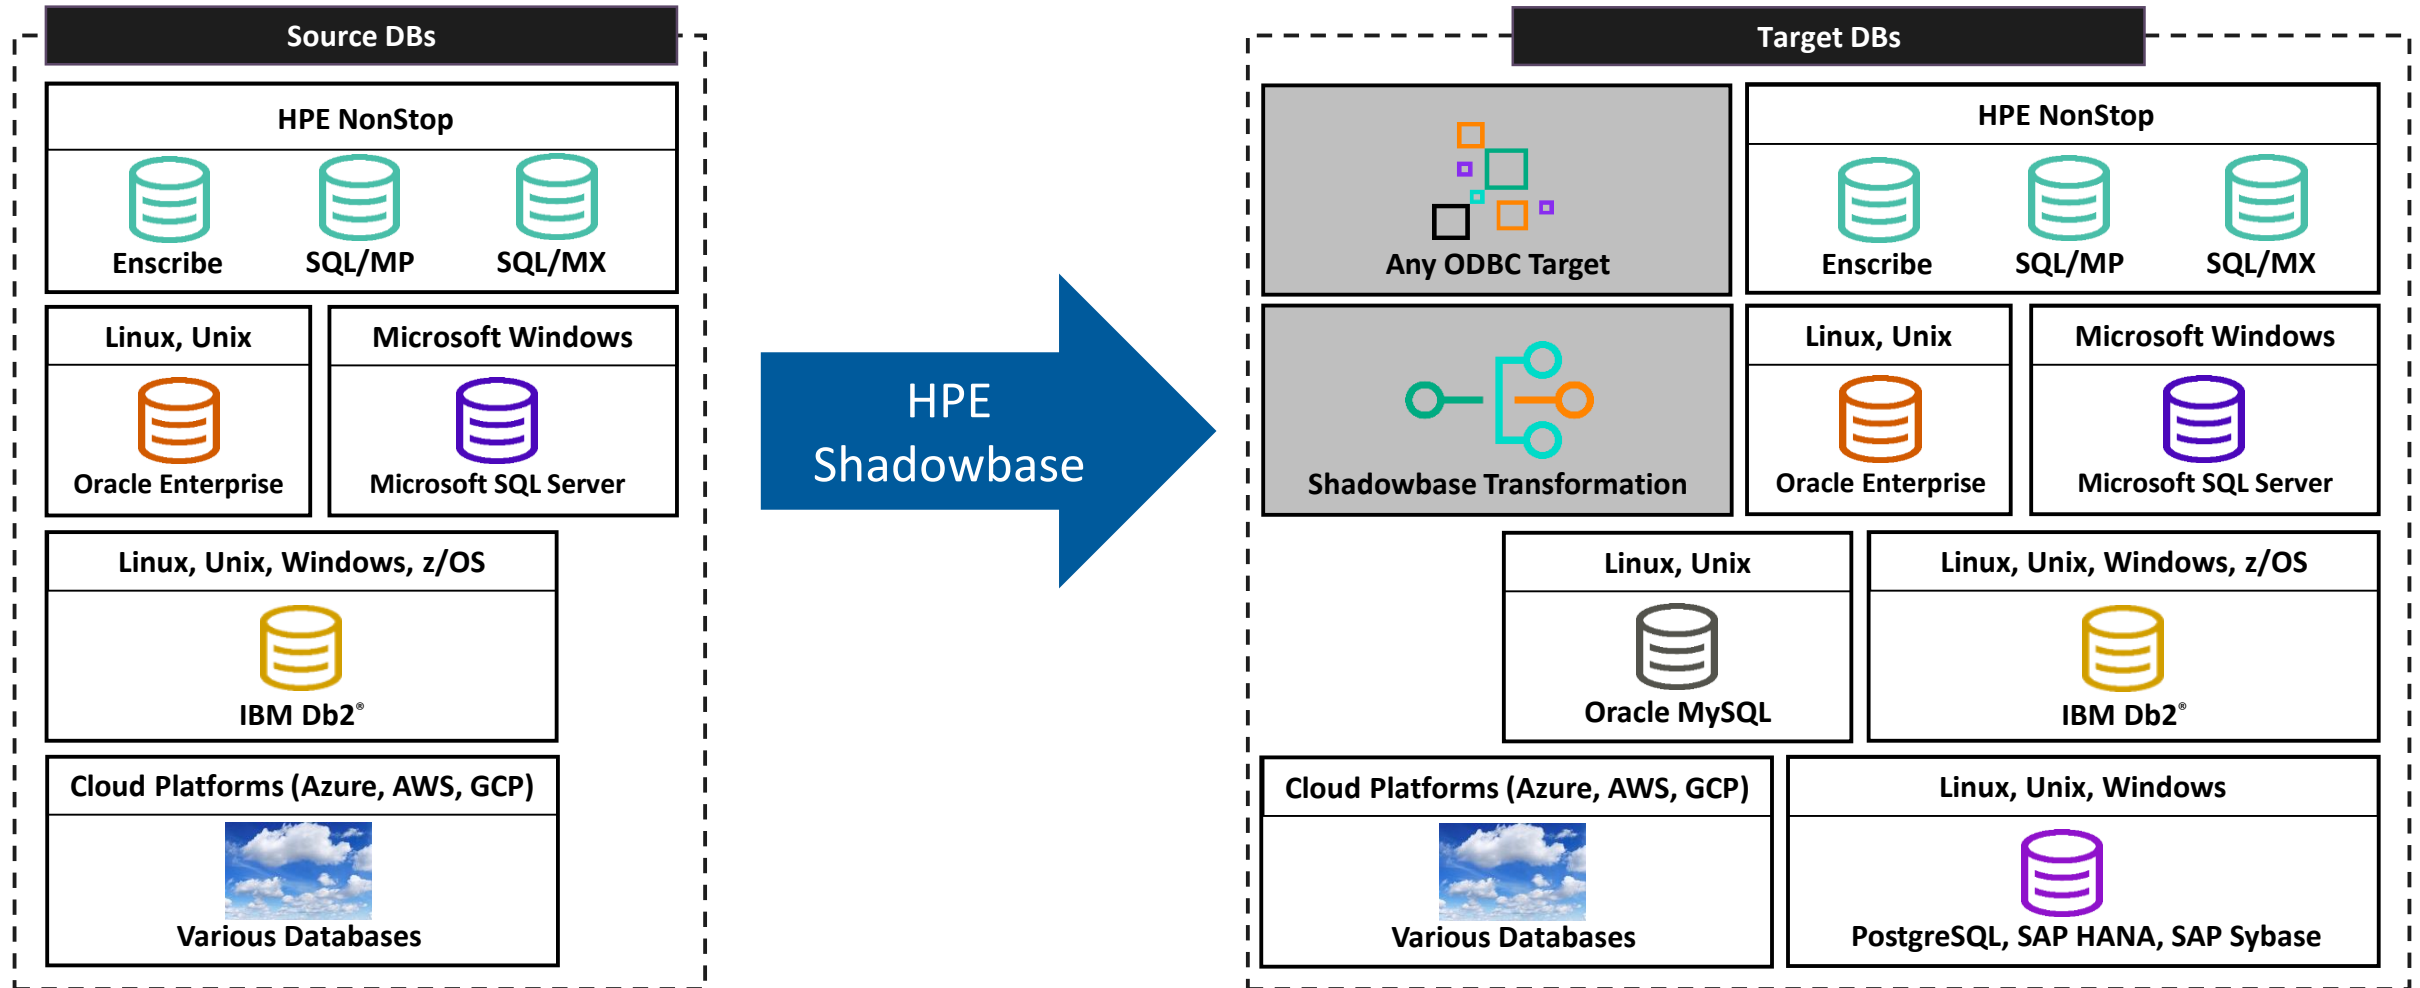 Source DBs
HPE NonStop
Enscribe
SQL/MP
SQL/MX
Linux, Unix
Oracle Enterprise
Microsoft Windows
Microsoft SQL Server
Linux, Unix, Windows, z/OS
IBM Db2®
Cloud Platforms (Azure, AWS, GCP)
Various Databases
HPE
Shadowbase
Target DBs
Any ODBC Target
HPE NonStop
Enscribe
SQL/MP
SQL/MX
Shadowbase Transformation
Linux, Unix
Oracle Enterprise
Microsoft Windows
Microsoft SQL Server
Linux, Unix
Oracle MySQL
Linux, Unix, Windows, z/OS
IBM Db2®
Cloud Platforms (Azure, AWS, GCP)
Various Databases
Linux, Unix, Windows
PostgreSQL, SAP HANA, SAP Sybase